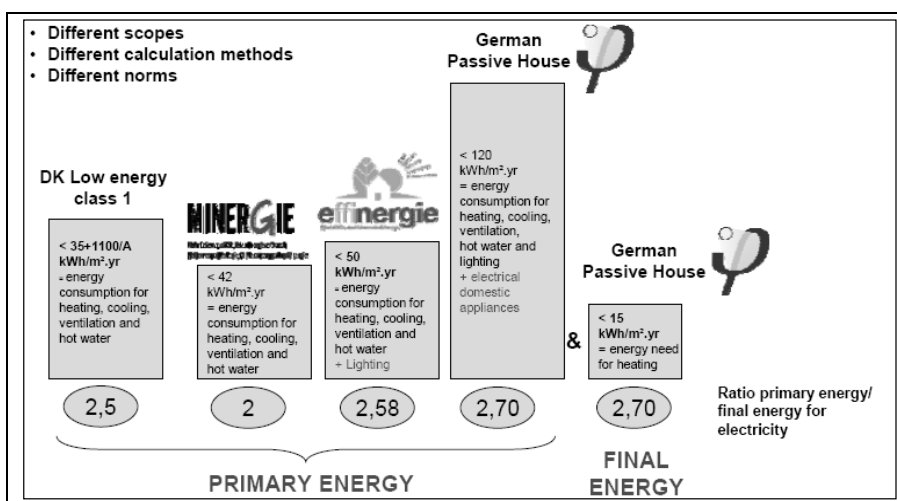 • Different scopes
• Different calculation methods
• Different norms
German
Passive House
DK Low energy
class 1
MINERGIE
effinergie
German
Passive House
< 35+1100/A
kWh/m².yr
= energy
consumption for
heating, cooling,
ventilation and
hot water
< 42
kWh/m².yr
= energy
consumption for
heating, cooling,
ventilation and
hot water
< 50
kWh/m².yr
= energy
consumption for
heating, cooling,
ventilation and
hot water
+ Lighting
< 120
kWh/m².yr
= energy
consumption for
heating, cooling,
ventilation,
hot water and
lighting
+ electrical
domestic
appliances
&
< 15
kWh/m².yr
= energy need
for heating
2,5
2
2,58
2,70
2,70
Ratio primary energy/
final energy for
electricity
PRIMARY ENERGY
FINAL
ENERGY